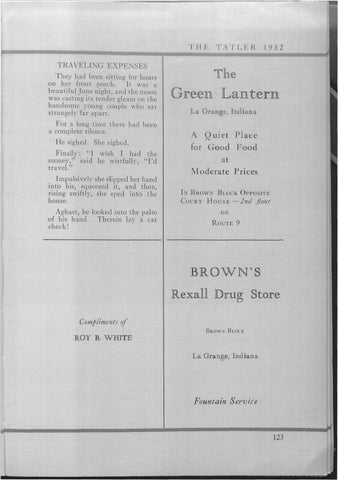 THE TATLER 1932
TRAVELING EXPENSES
They had been sitting for hours
on her front porch. It was a
beautiful June night, and the moon
was casting its tender gleam on the
handsome young couple who sat
strangely far apart.
For a long time there had been
a complete silence.
He sighed. She sighed.
Finally: "I wish I had the
money," said he wistfully, "I'd
travel."
Impulsively she slipped her hand
into his, squeezed it, and then,
rising swiftly, she sped into the
house.
Aghast, he looked into the palm
of his hand. Therein lay a car
check!
Compliments of
ROY B. WHITE
The
Green Lantern
La Grange, Indiana
A Quiet Place
for Good Food
at
Moderate Prices
IN BROWN BLOCK OPPOSITE
COURT HOUSE — 2nd floor
ON
ROUTE 9
BROWN'S
Rexall Drug Store
BROWN BLOCK
La Grange, Indiana
Fountain Service
123